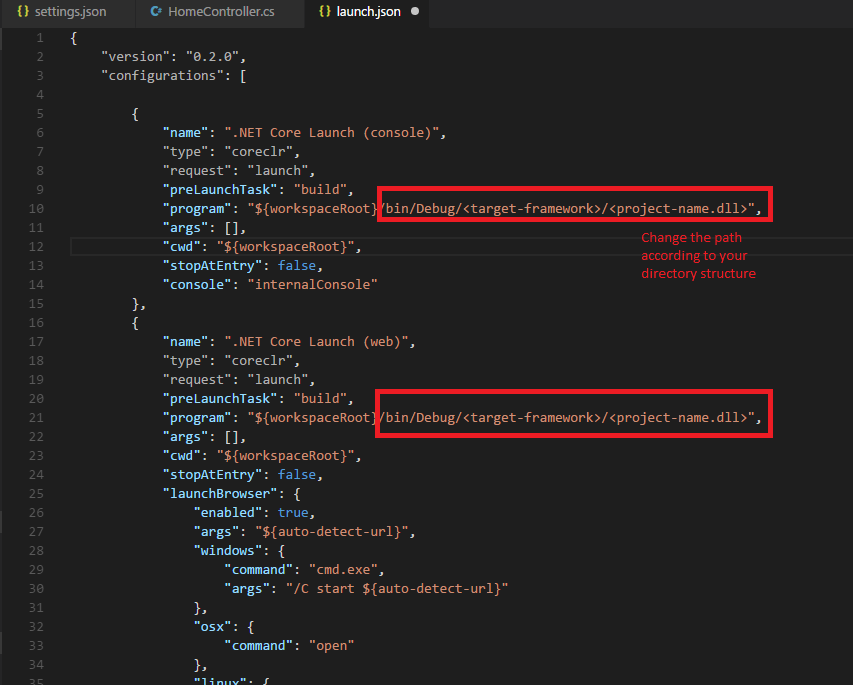 {} settings.json C# HomeController.cs {} launch.json ●
1 {
2 "version": "0.2.0",
3 "configurations": [
4
5 {
6 "name": ".NET Core Launch (console)",
7 "type": "coreclr",
8 "request": "launch",
9 "preLaunchTask": "build",
10 "program": "${workspaceRoot}/bin/Debug/<target-framework>/<project-name.dll>",
11 "args": [],
12 "cwd": "${workspaceRoot}",
Change the path
according to your
directory structure
13 "stopAtEntry": false,
14 "console": "internalConsole"
15 },
16 {
17 "name": ".NET Core Launch (web)",
18 "type": "coreclr",
19 "request": "launch",
20 "preLaunchTask": "build",
21 "program": "${workspaceRoot}/bin/Debug/<target-framework>/<project-name.dll>",
22 "args": [],
23 "cwd": "${workspaceRoot}",
24 "stopAtEntry": false,
25 "launchBrowser": {
26 "enabled": true,
27 "args": "${auto-detect-url}",
28 "windows": {
29 "command": "cmd.exe",
30 "args": "/C start ${auto-detect-url}"
31 },
32 "osx": {
33 "command": "open"
34 },
35 "linux": {